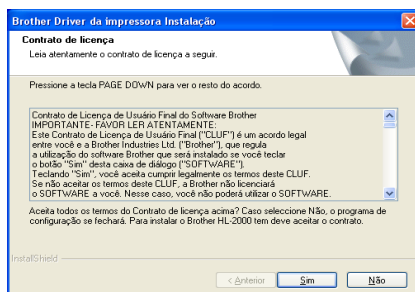 Brother Driver da impressora Instalação
Contrato de licença
Leia atentamente o contrato de licença a seguir.
Pressione a tecla PAGE DOWN para ver o resto do acordo.
Contrato de Licença de Usuário Final do Software Brother
IMPORTANTE- FAVOR LER ATENTAMENTE:
Este Contrato de Licença de Usuário Final ("CLUF") é um acordo legal
entre você e a Brother Industries Ltd. ("Brother"), que regula
a utilização do software Brother que será instalado se você teclar
o botão "Sim" desta caixa de diálogo ("SOFTWARE").
Teclando "Sim", você aceita cumprir legalmente os termos deste CLUF.
Se não aceitar os termos deste CLUF, a Brother não licenciará
o SOFTWARE a você. Nesse caso, você não poderá utilizar o SOFTWARE.
Aceita todos os termos do Contrato de licença acima? Caso seleccione Não, o programa de
configuração se fechará. Para instalar o Brother HL-2000 tem deve aceitar o contrato.
InstallShield
< Anterior
Sim
Não